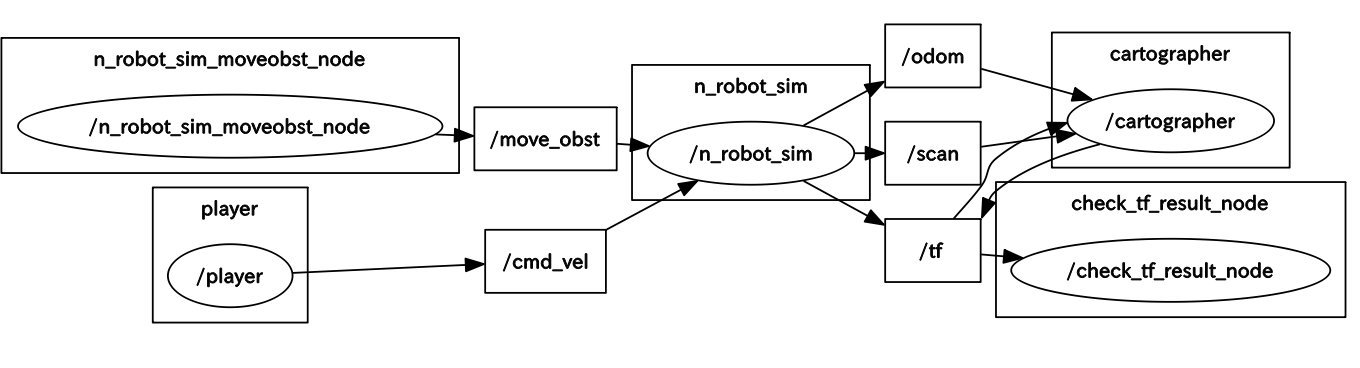 n_robot_sim_moveobst_node
/n_robot_sim_moveobst_node
player
/player
/move_obst
/cmd_vel
n_robot_sim
/n_robot_sim
/odom
/scan
/tf
cartographer
/cartographer
check_tf_result_node
/check_tf_result_node